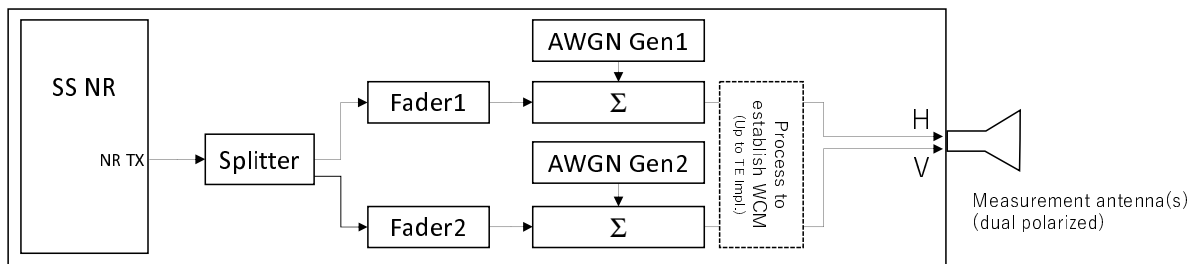 SS NR
NR TX
Splitter
Fader1
Fader2
AWGN Gen1
Σ
AWGN Gen2
Σ
Process to
establish WCM
(Up to TE Impl.)
H
V
Measurement antenna(s)
(dual polarized)